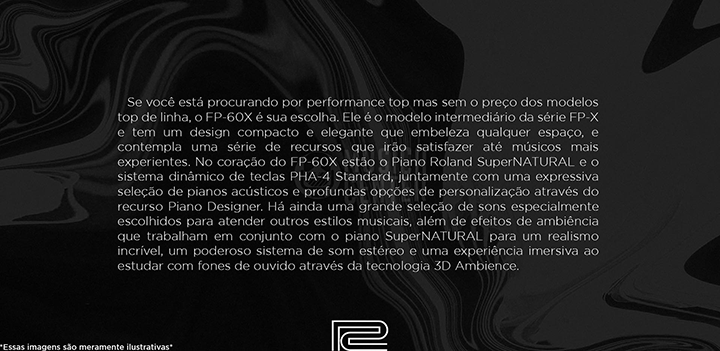 Se você está procurando por performance top mas sem o preço dos modelos
top de linha, o FP-60X é sua escolha. Ele é o modelo intermediário da série FP-X
e tem um design compacto e elegante que embeleza qualquer espaço, e
contempla uma série de recursos que irão satisfazer até músicos mais
experientes. No coração do FP-60X estão o Piano Roland SuperNATURAL e o
sistema dinâmico de teclas PHA-4 Standard, juntamente com uma expressiva
seleção de pianos acústicos e profundas opções de personalização através do
recurso Piano Designer. Há ainda uma grande seleção de sons especialmente
escolhidos para atender outros estilos musicais, além de efeitos de ambiência
que trabalham em conjunto com o piano SuperNATURAL para um realismo
incrível, um poderoso sistema de som estéreo e uma experiência imersiva ao
estudar com fones de ouvido através da tecnologia 3D Ambience.
*Essas imagens são meramente ilustrativas*